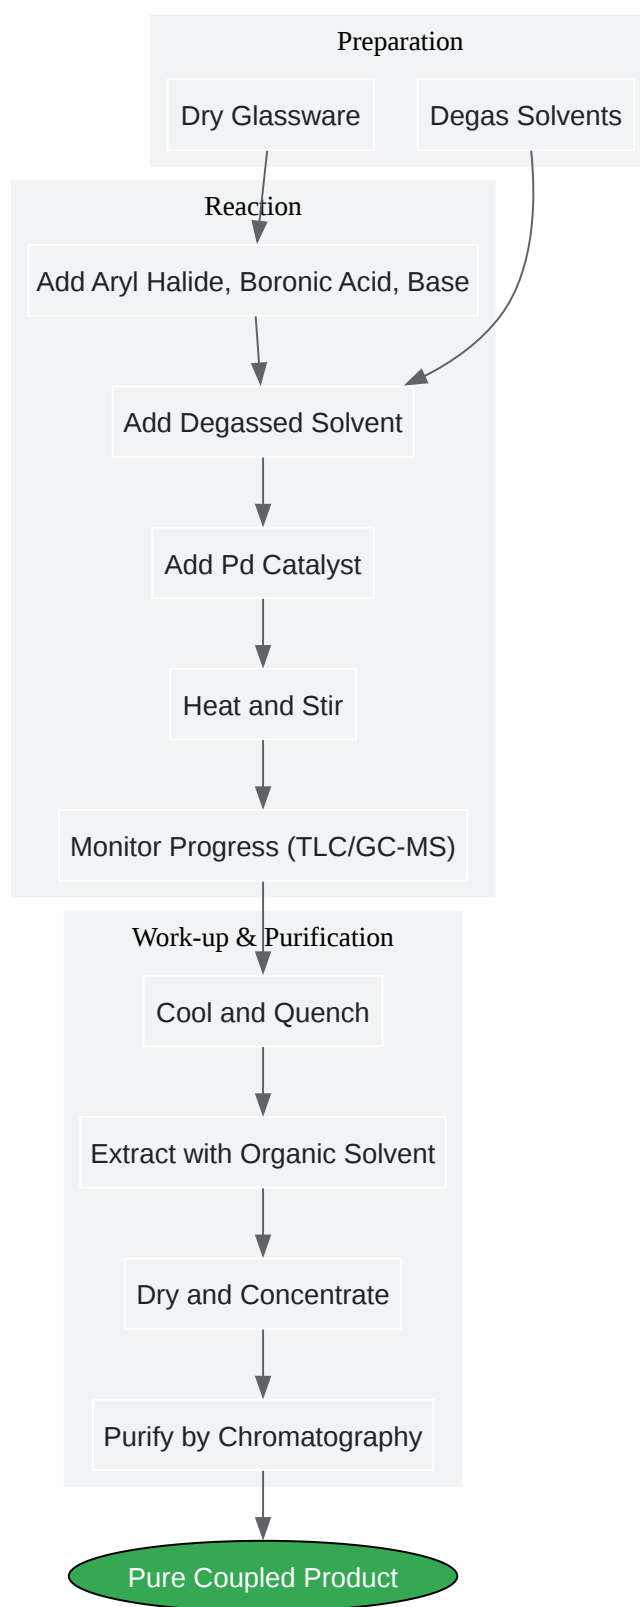 Preparation
Dry Glassware
Degas Solvents
Reaction
Add Aryl Halide, Boronic Acid, Base
Add Degassed Solvent
Add Pd Catalyst
Heat and Stir
Monitor Progress (TLC/GC-MS)
Work-up & Purification
Cool and Quench
Extract with Organic Solvent
Dry and Concentrate
Purify by Chromatography
Pure Coupled Product